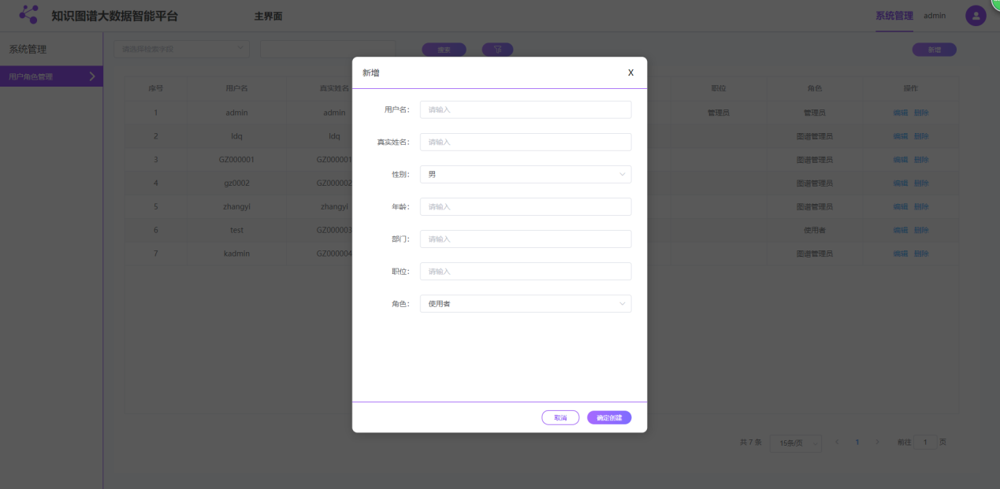 知识图谱大数据智能平台 主界面 系统管理 admin
系统管理 请选择检索字段 搜索 新增
用户角色管理
新增 X
序号 用户名 真实姓名 职位 角色 操作
1 admin admin 管理员 管理员 编辑 删除
2 ldq ldq 图谱管理员 编辑 删除
3 GZ000001 GZ000001 图谱管理员 编辑 删除
4 gz0002 GZ000002 图谱管理员 编辑 删除
5 zhangyl zhangyl 图谱管理员 编辑 删除
6 test GZ000003 使用者 编辑 删除
7 kadmin GZ000004 图谱管理员 编辑 删除
用户名: 请输入
真实姓名: 请输入
性别: 男
年龄: 请输入
部门: 请输入
职位: 请输入
角色: 使用者
取消 确定创建
共 7 条 15条/页 1 前往 1 页